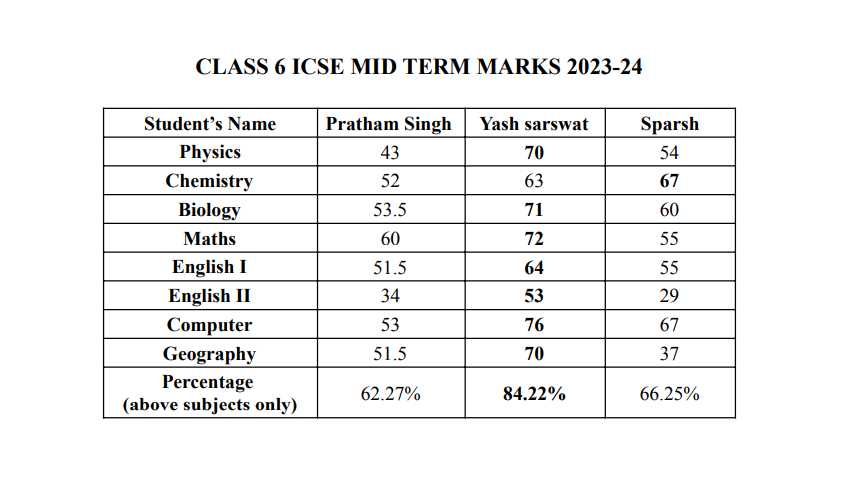 CLASS 6 ICSE MID TERM MARKS 2023-24
Student’s Name Pratham Singh Yash sarswat Sparsh
Physics 43 70 54
Chemistry 52 63 67
Biology 53.5 71 60
Maths 60 72 55
English I 51.5 64 55
English II 34 53 29
Computer 53 76 67
Geography 51.5 70 37
Percentage
(above subjects only) 62.27% 84.22% 66.25%